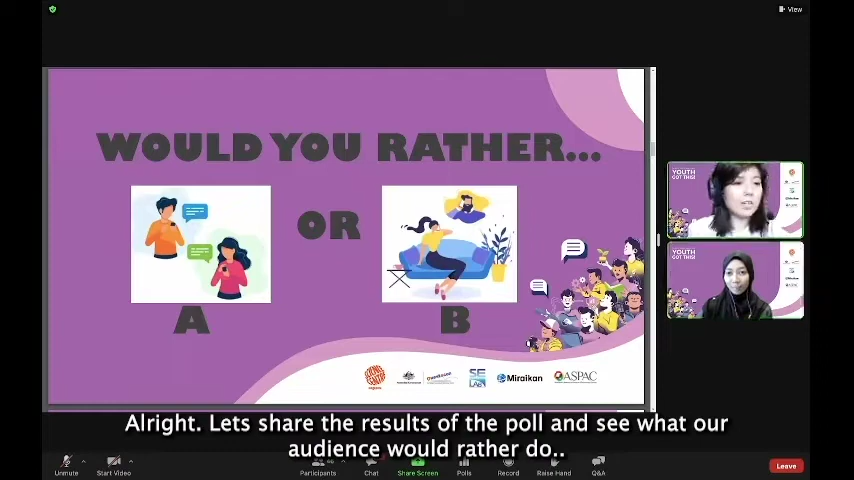 View
WOULD YOU RATHER...
OR
A
B
Miraikan
ASPAC
YOUTH
GOT THIS!
YOUTH
GOT THIS!
Alright. Lets share the results of the poll and see what our
audience would rather do..
Unmute
Start Video
Participants
Chat
Share Screen
Polls
Record
Raise Hand
Q&A
Leave